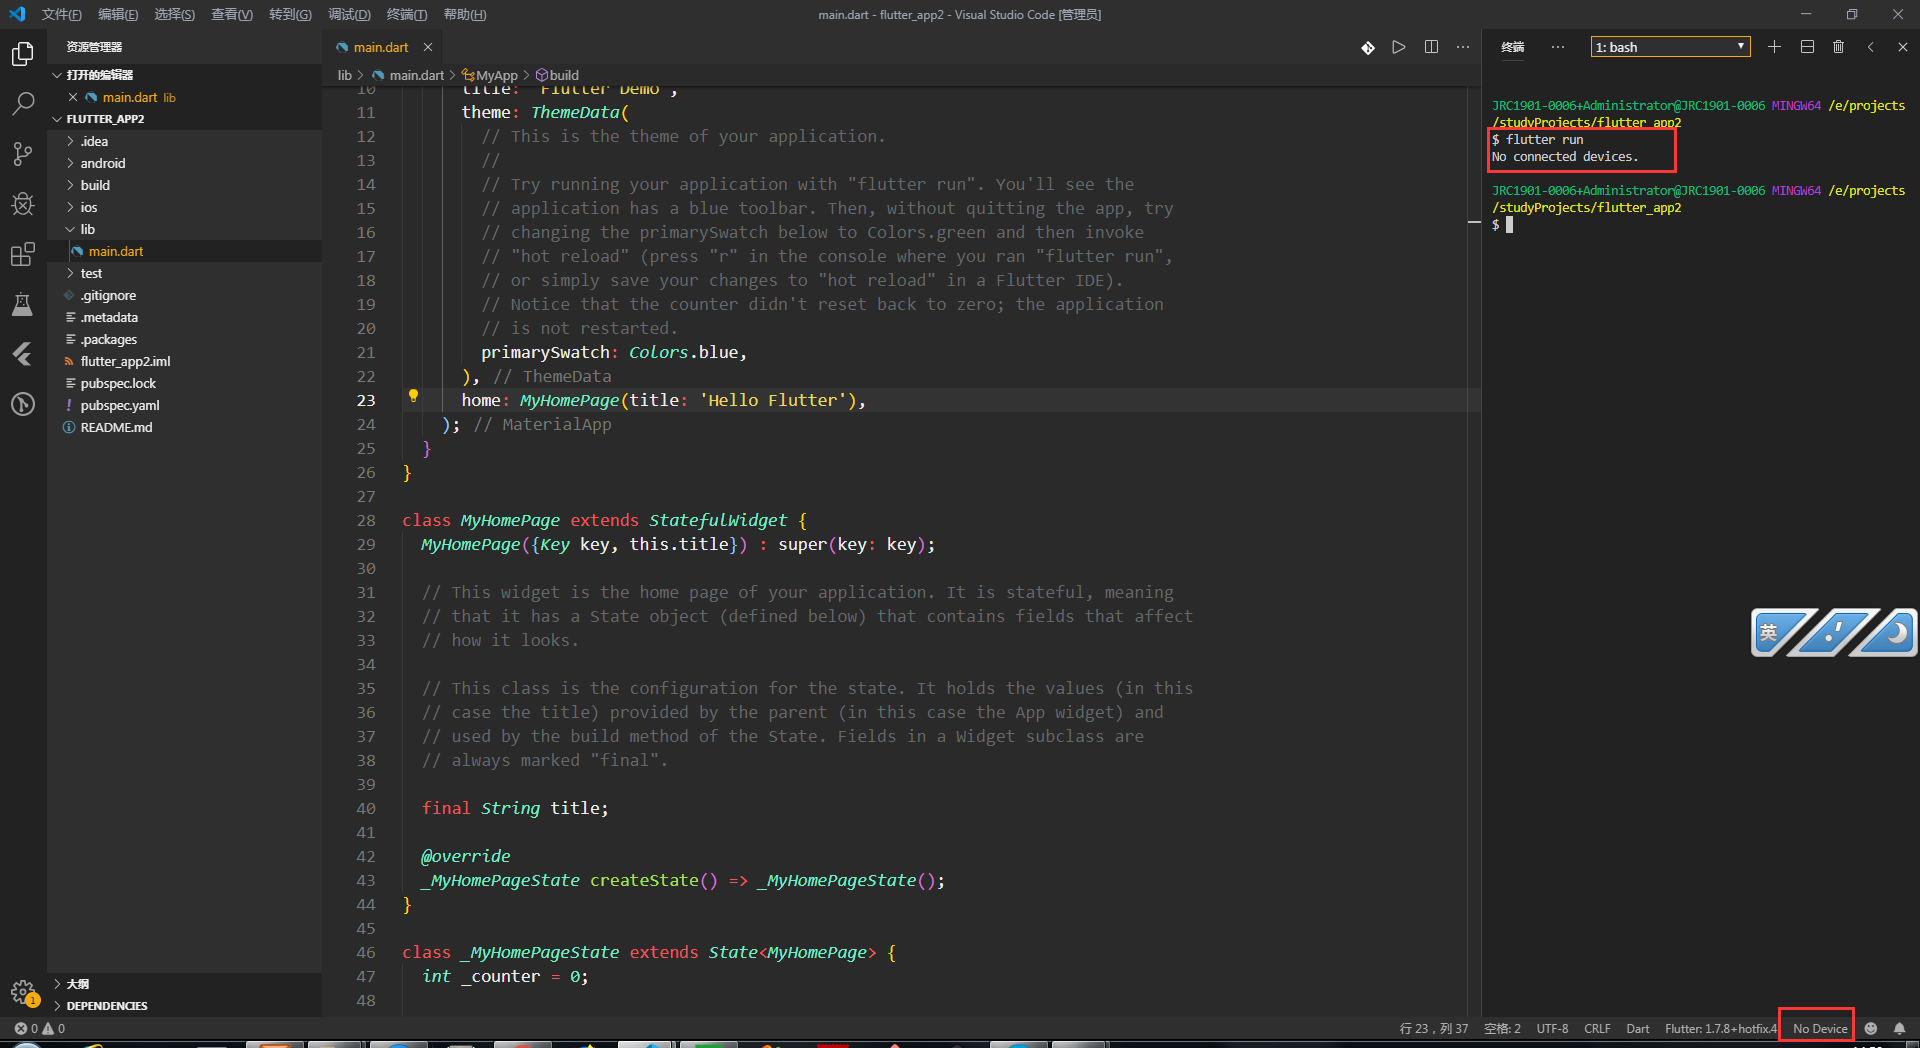 文件(F) 编辑(E) 选择(S) 查看(V) 转到(G) 调试(D) 终端(T) 帮助(H)
main.dart - flutter_app2 - Visual Studio Code [管理员]
资源管理器
打开的编辑器
main.dart lib
FLUTTER_APP2
.idea
android
build
ios
lib
main.dart
test
.gitignore
.metadata
.packages
flutter_app2.iml
pubspec.lock
pubspec.yaml
README.md
大纲
DEPENDENCIES
main.dart
lib > main.dart > MyApp > build
10 title: 'Flutter Demo',
11 theme: ThemeData(
12 // This is the theme of your application.
13 //
14 // Try running your application with "flutter run". You'll see the
15 // application has a blue toolbar. Then, without quitting the app, try
16 // changing the primarySwatch below to Colors.green and then invoke
17 // "hot reload" (press "r" in the console where you ran "flutter run",
18 // or simply save your changes to "hot reload" in a Flutter IDE).
19 // Notice that the counter didn't reset back to zero; the application
20 // is not restarted.
21 primarySwatch: Colors.blue,
22 ), // ThemeData
23 home: MyHomePage(title: 'Hello Flutter'),
24 ); // MaterialApp
25 }
26 }
27
28 class MyHomePage extends StatefulWidget {
29 MyHomePage({Key key, this.title}) : super(key: key);
30
31 // This widget is the home page of your application. It is stateful, meaning
32 // that it has a State object (defined below) that contains fields that affect
33 // how it looks.
34
35 // This class is the configuration for the state. It holds the values (in this
36 // case the title) provided by the parent (in this case the App widget) and
37 // used by the build method of the State. Fields in a Widget subclass are
38 // always marked "final".
39
40 final String title;
41
42 @override
43 _MyHomePageState createState() => _MyHomePageState();
44 }
45
46 class _MyHomePageState extends State<MyHomePage> {
47 int _counter = 0;
48
终端 ··· 1: bash
JRC1901-0006+Administrator@JRC1901-0006 MINGW64 /e/projects
/studyProjects/flutter_app2
$ flutter run
No connected devices.
JRC1901-0006+Administrator@JRC1901-0006 MINGW64 /e/projects
/studyProjects/flutter_app2
$
英
1
0 0
行 23，列 37 空格: 2 UTF-8 CRLF Dart Flutter: 1.7.8+hotfix.4 No Device